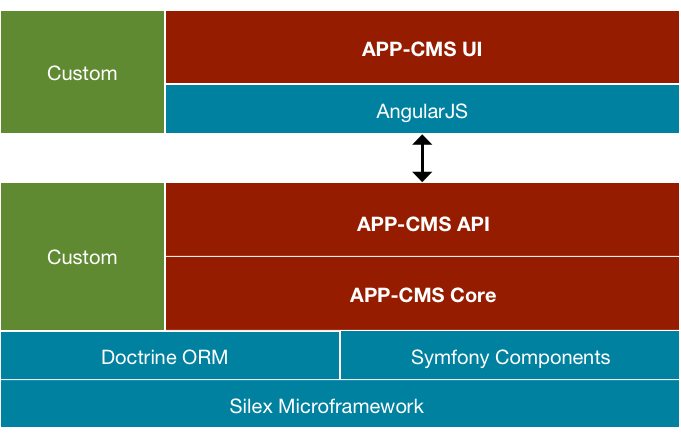 Custom
APP-CMS UI
AngularJS
Custom
APP-CMS API
APP-CMS Core
Doctrine ORM
Symfony Components
Silex Microframework